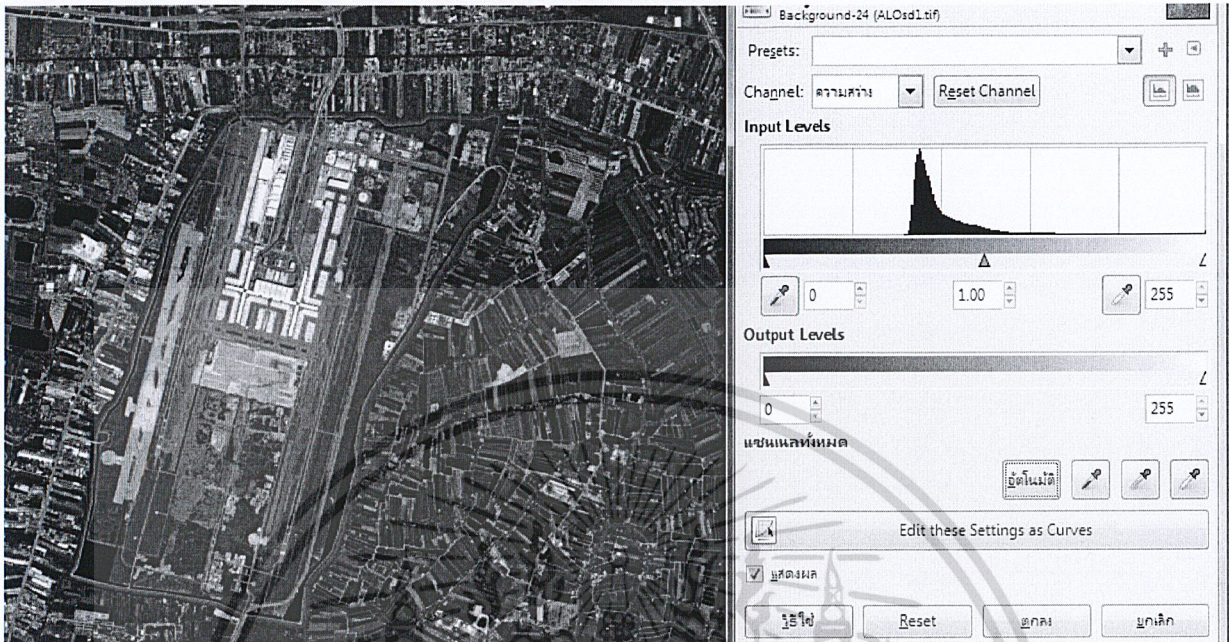 Background-24 (ALOsd1.tif)
Presets:
Channel: ความสว่าง Reset Channel
Input Levels
0 1.00 255
Output Levels
0 255
แชนเนลทั้งหมด
อัตโนมัติ
Edit these Settings as Curves
แสดงผล
วิธีใช้ Reset ตกลง ยกเลิก